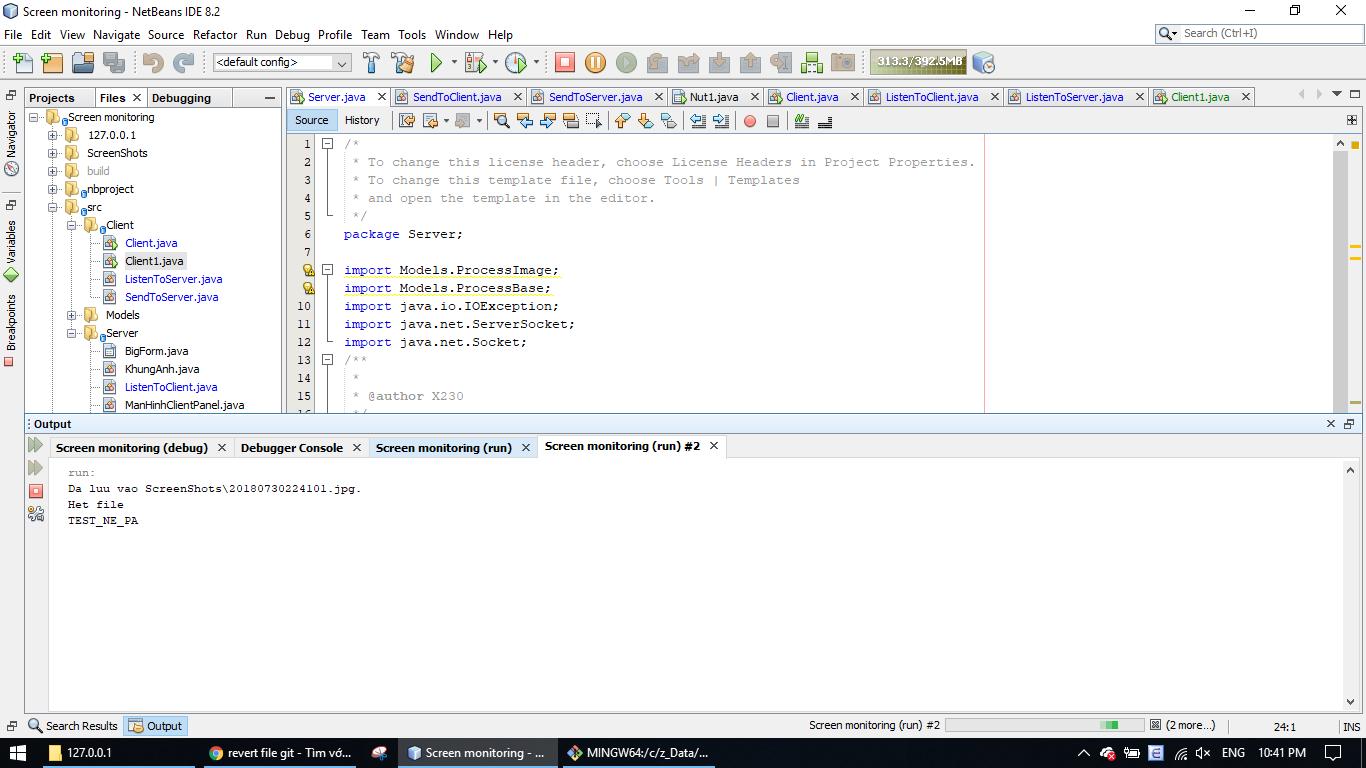 Screen monitoring - NetBeans IDE 8.2
File Edit View Navigate Source Refactor Run Debug Profile Team Tools Window Help
Search (Ctrl+I)
<default config>
313.3/392.5MB
Projects
Files
Debugging
Server.java
SendToClient.java
SendToServer.java
Nut1.java
Client.java
ListenToClient.java
ListenToServer.java
Client1.java
Navigator
Variables
Breakpoints
Screen monitoring
127.0.0.1
ScreenShots
build
nbproject
src
Client
Client.java
Client1.java
ListenToServer.java
SendToServer.java
Models
Server
BigForm.java
KhungAnh.java
ListenToClient.java
ManHinhClientPanel.java
Source History
1 /*
2 * To change this license header, choose License Headers in Project Properties.
3 * To change this template file, choose Tools | Templates
4 * and open the template in the editor.
5 */
6 package Server;
7
import Models.ProcessImage;
import Models.ProcessBase;
10 import java.io.IOException;
11 import java.net.ServerSocket;
12 import java.net.Socket;
13 /**
14 *
15 * @author X230
16 */
Output
Screen monitoring (debug)
Debugger Console
Screen monitoring (run)
Screen monitoring (run) #2
run:
Da luu vao ScreenShots\20180730224101.jpg.
Het file
TEST_NE_PA
Search Results
Output
Screen monitoring (run) #2
(2 more...)
24:1
INS
127.0.0.1
revert file git - Tìm vớ...
Screen monitoring - ...
MINGW64:/c/z_Data/...
ENG
10:41 PM